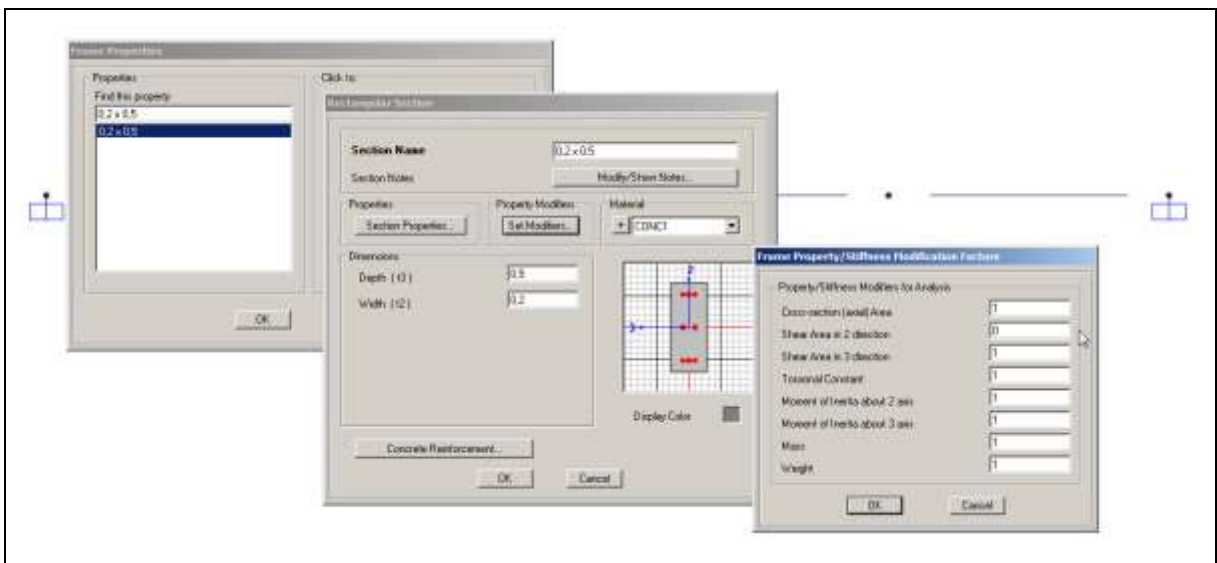 Frame Properties
Properties
Find this property
0,2 x 0,5
0,2 x 0,5
Click to:
OK
Rectangular Section
Section Name
0,2 x 0,5
Section Notes
Modify/Show Notes...
Properties
Section Properties...
Property Modifiers
Set Modifiers...
Material
+
CONC1
Dimensions
Depth ( t3 )
0,5
Width ( t2 )
0,2
2
3
Display Color
Concrete Reinforcement...
OK
Cancel
Frame Property/Stiffness Modification Factors
Property/Stiffness Modifiers for Analysis
Cross-section (axial) Area
1
Shear Area in 2 direction
0
Shear Area in 3 direction
1
Torsional Constant
1
Moment of Inertia about 2 axis
1
Moment of Inertia about 3 axis
1
Mass
1
Weight
1
OK
Cancel